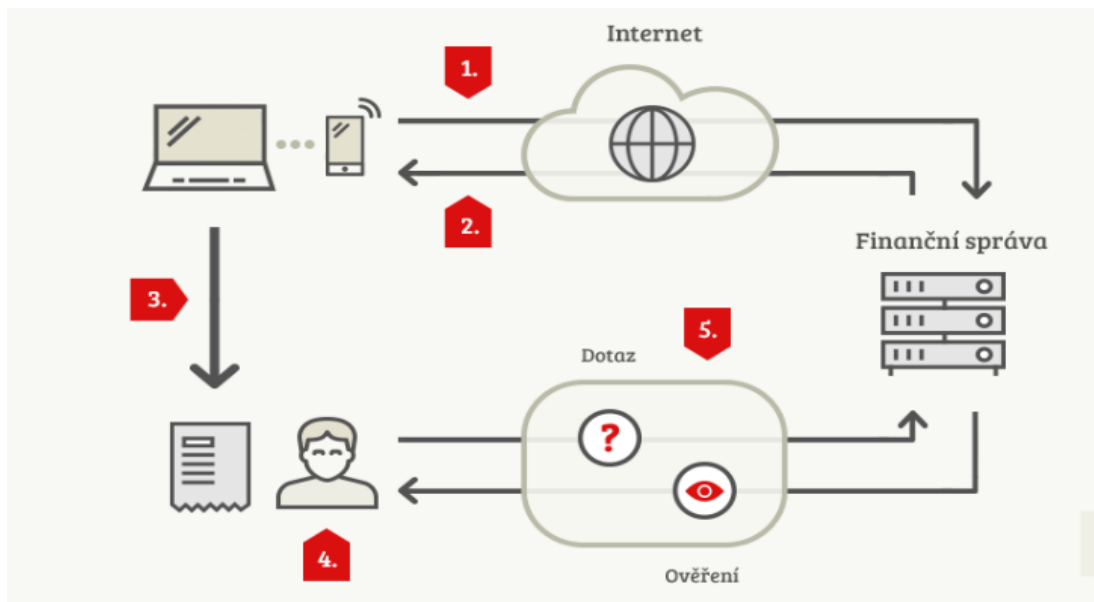 Internet
1.
2.
Finanční správa
3.
5.
Dotaz
?
4.
Ověření